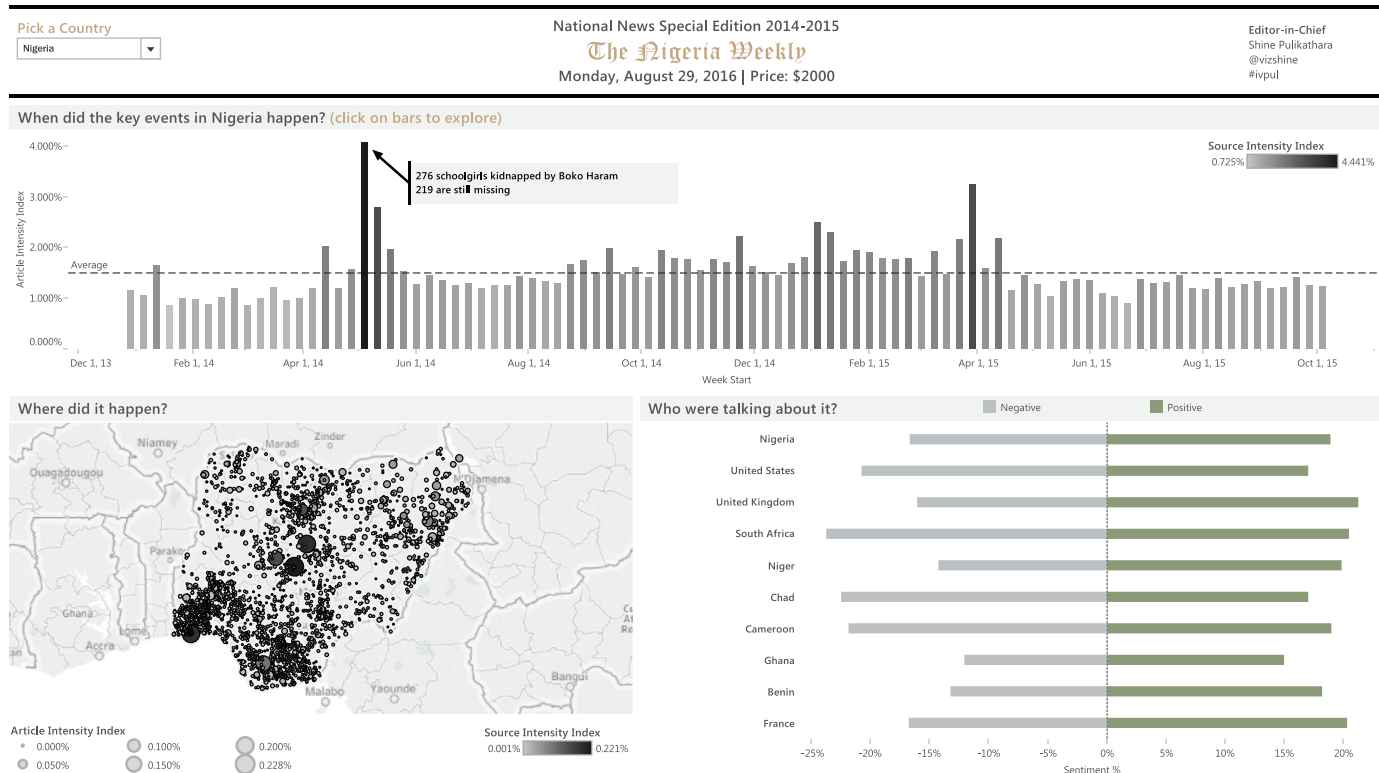 Pick a Country
Nigeria
National News Special Edition 2014-2015
The Nigeria Weekly
Monday, August 29, 2016 | Price: $2000
Editor-in-Chief
Shine Pulikathara
@vizshine
#ivpul
When did the key events in Nigeria happen? (click on bars to explore)
Source Intensity Index
0.725% 4.441%
276 schoolgirls kidnapped by Boko Haram
219 are still missing
Article Intensity Index
4.000%
3.000%
2.000%
Average
1.000%
0.000%
Dec 1, 13 Feb 1, 14 Apr 1, 14 Jun 1, 14 Aug 1, 14 Oct 1, 14 Dec 1, 14 Feb 1, 15 Apr 1, 15 Jun 1, 15 Aug 1, 15 Oct 1, 15
Week Start
Where did it happen?
Niamey
Maradi
Zinder
Ouagadougou
N'Djamena
Parako
Ghana
Lome
Accra
an
Malabo
Yaounde
Bangui
Ce
Af
Re
Article Intensity Index
0.000% 0.100% 0.200%
0.050% 0.150% 0.228%
Source Intensity Index
0.001% 0.221%
Who were talking about it?
Negative Positive
Nigeria
United States
United Kingdom
South Africa
Niger
Chad
Cameroon
Ghana
Benin
France
-25% -20% -15% -10% -5% 0% 5% 10% 15% 20%
Sentiment %